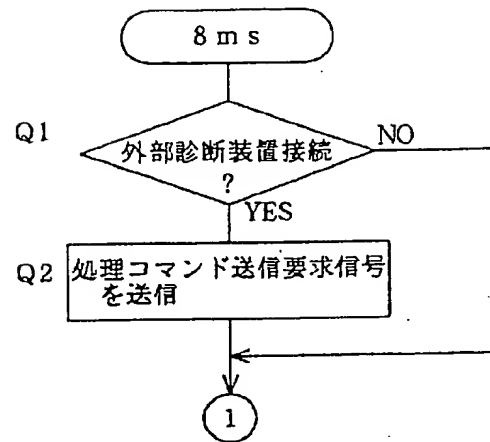 8ms
Q1
外部診断装置接続
?
NO
YES
Q2
処理コマンド送信要求信号
を送信
1